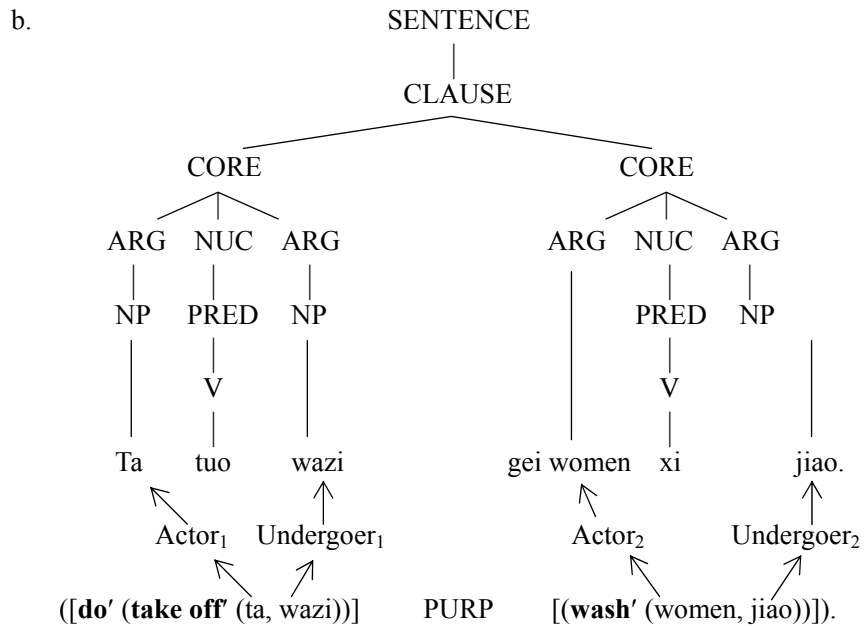 b. SENTENCE
CLAUSE
CORE CORE
ARG NUC ARG ARG NUC ARG
NP PRED NP PRED NP
V V
Ta tuo wazi gei women xi jiao.
Actor₁ Undergoer₁ Actor₂ Undergoer₂
([do′ (take off′ (ta, wazi))] PURP [(wash′ (women, jiao))]).